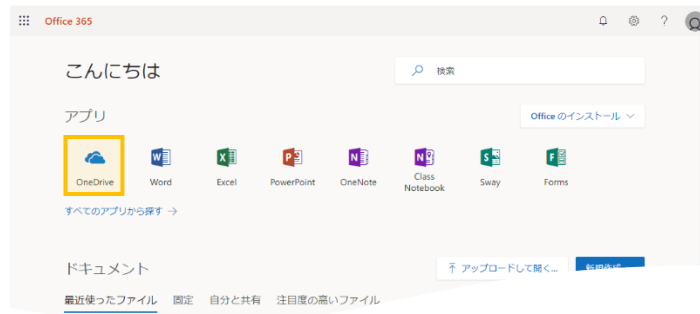 Office 365
?
こんにちは
検索
アプリ
Office のインストール
OneDrive
Word
Excel
PowerPoint
OneNote
Class
Notebook
Sway
Forms
すべてのアプリから探す →
ドキュメント
アップロードして開く...
最近使ったファイル 固定 自分と共有 注目度の高いファイル